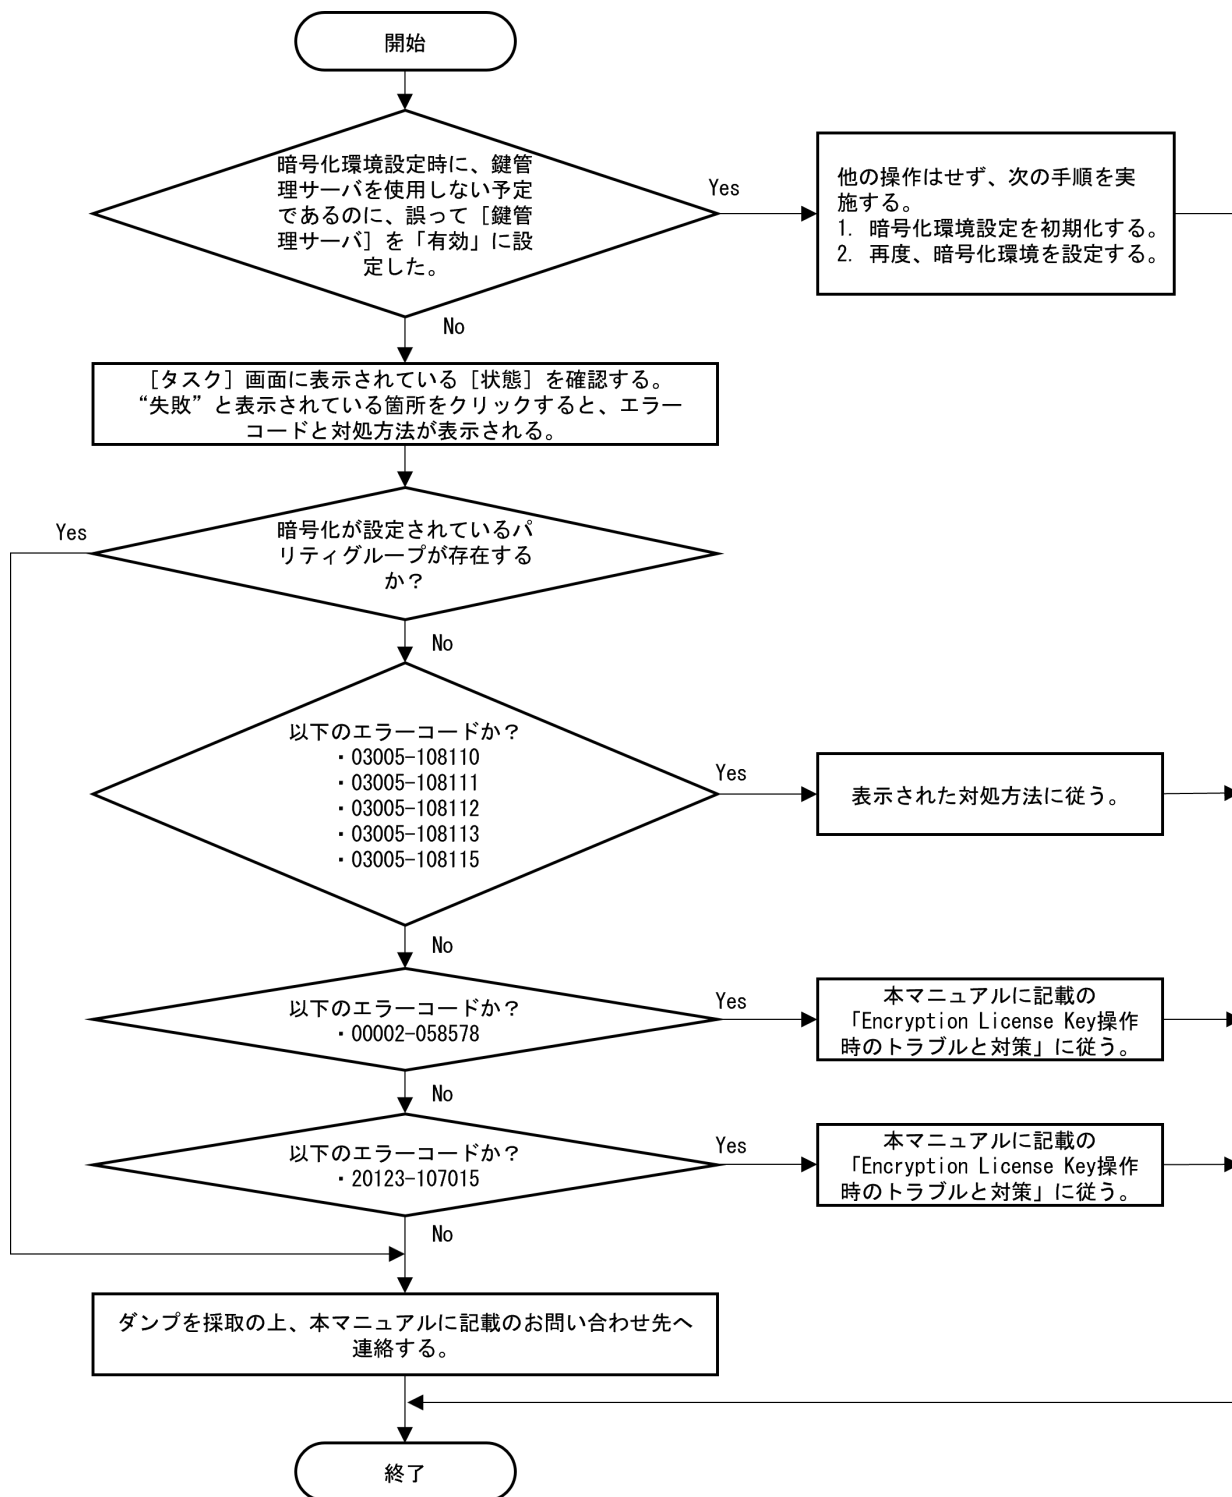 開始
暗号化環境設定時に、鍵管
理サーバを使用しない予定
であるのに、誤って［鍵管
理サーバ］を「有効」に設
定した。
Yes
他の操作はせず、次の手順を実
施する。
1. 暗号化環境設定を初期化する。
2. 再度、暗号化環境を設定する。
No
［タスク］画面に表示されている［状態］を確認する。
“失敗”と表示されている箇所をクリックすると、エラー
コードと対処方法が表示される。
Yes
暗号化が設定されているパ
リティグループが存在する
か？
No
以下のエラーコードか？
・03005-108110
・03005-108111
・03005-108112
・03005-108113
・03005-108115
Yes
表示された対処方法に従う。
No
以下のエラーコードか？
・00002-058578
Yes
本マニュアルに記載の
「Encryption License Key操作
時のトラブルと対策」に従う。
No
以下のエラーコードか？
・20123-107015
Yes
本マニュアルに記載の
「Encryption License Key操作
時のトラブルと対策」に従う。
No
ダンプを採取の上、本マニュアルに記載のお問い合わせ先へ
連絡する。
終了